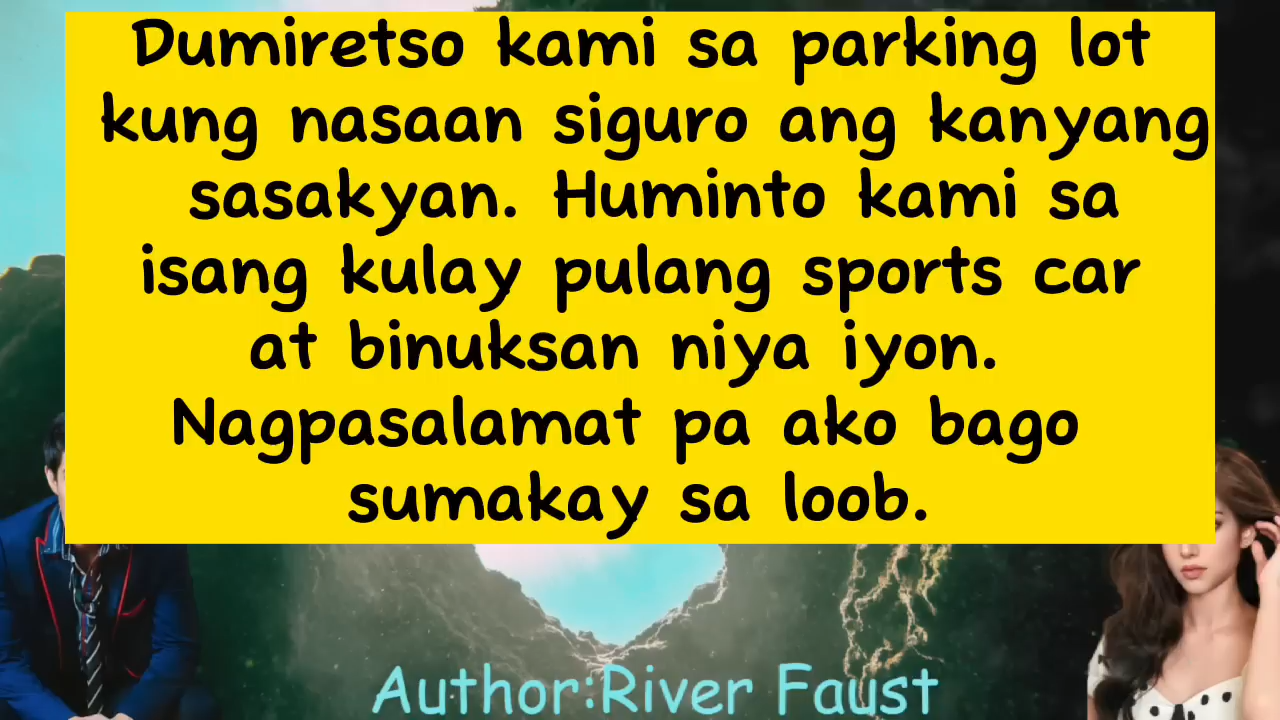 Dumiretso kami sa parking lot
kung nasaan siguro ang kanyang
sasakyan. Huminto kami sa
isang kulay pulang sports car
at binuksan niya iyon.
Nagpasalamat pa ako bago
sumakay sa loob.
Author:River Faust